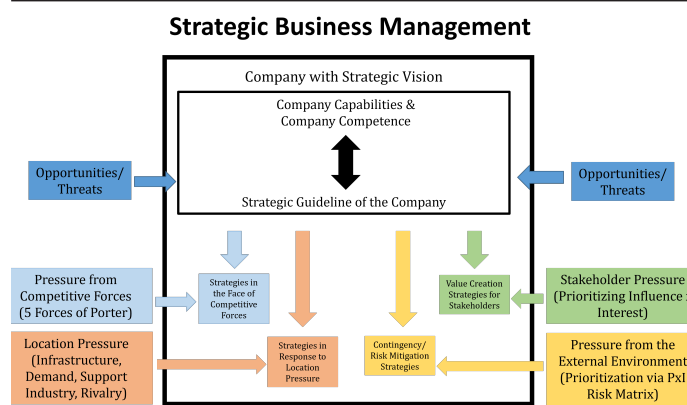 Strategic Business Management
Company with Strategic Vision
Company Capabilities &
Company Competence
Strategic Guideline of the Company
Opportunities/
Threats
Opportunities/
Threats
Pressure from
Competitive Forces
(5 Forces of Porter)
Strategies in
the Face of
Competitive
Forces
Value Creation
Strategies for
Stakeholders
Stakeholder Pressure
(Prioritizing Influence
Interest)
Location Pressure
(Infrastructure,
Demand, Support
Industry, Rivalry)
Strategies in
Response to
Location
Pressure
Contingency/
Risk Mitigation
Strategies
Pressure from the
External Environment
(Prioritization via PxI
Risk Matrix)